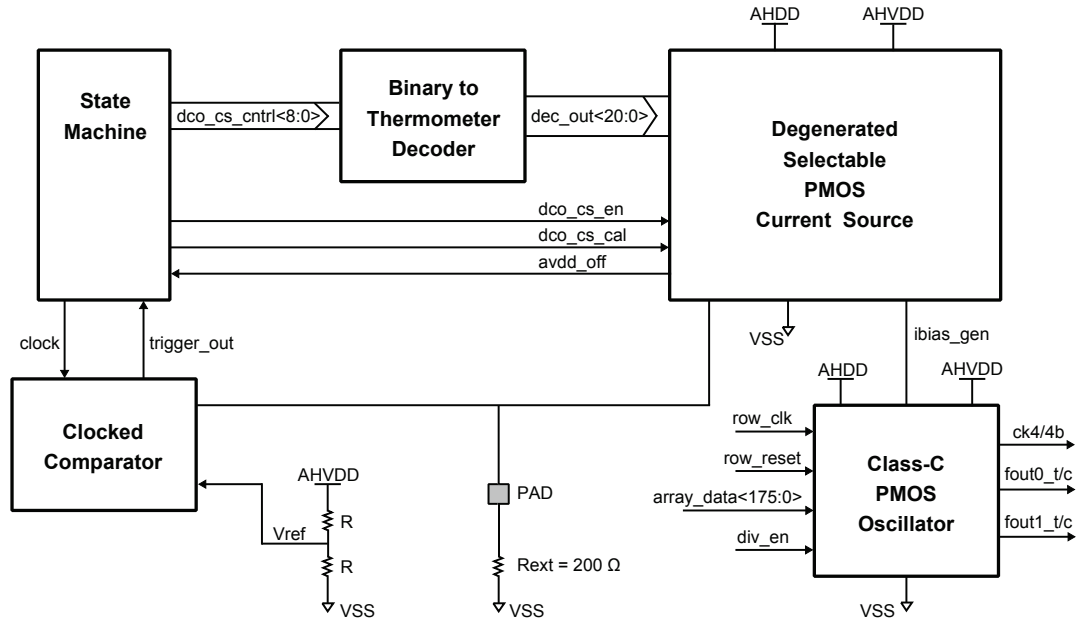 AHDD
AHVDD
State
Machine
dco_cs_cntrl<8:0>
Binary to
Thermometer
Decoder
dec_out<20:0>
Degenerated
Selectable
PMOS
Current Source
dco_cs_en
dco_cs_cal
avdd_off
clock
trigger_out
VSS
ibias_gen
Clocked
Comparator
AHVDD
R
Vref
R
VSS
PAD
Rext = 200 Ω
VSS
AHDD
AHVDD
row_clk
row_reset
array_data<175:0>
div_en
Class-C
PMOS
Oscillator
ck4/4b
fout0_t/c
fout1_t/c
VSS